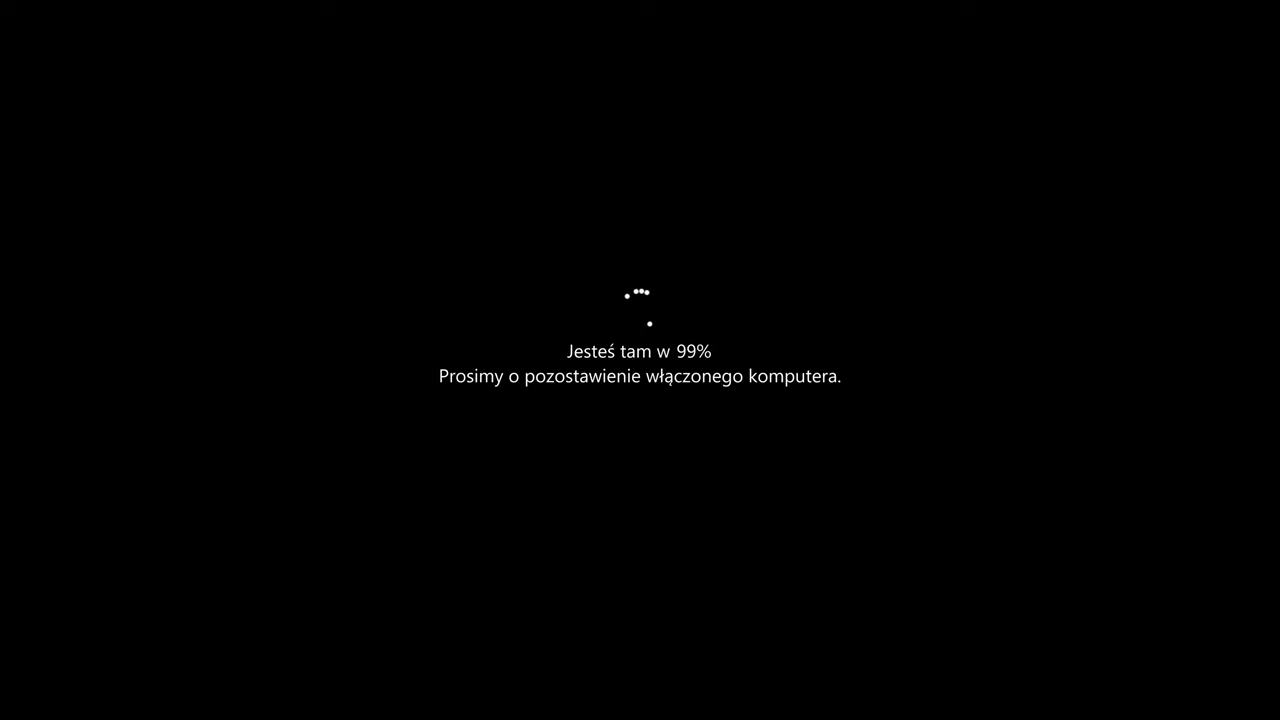 Jesteś tam w 99%
Prosimy o pozostawienie włączonego komputera.